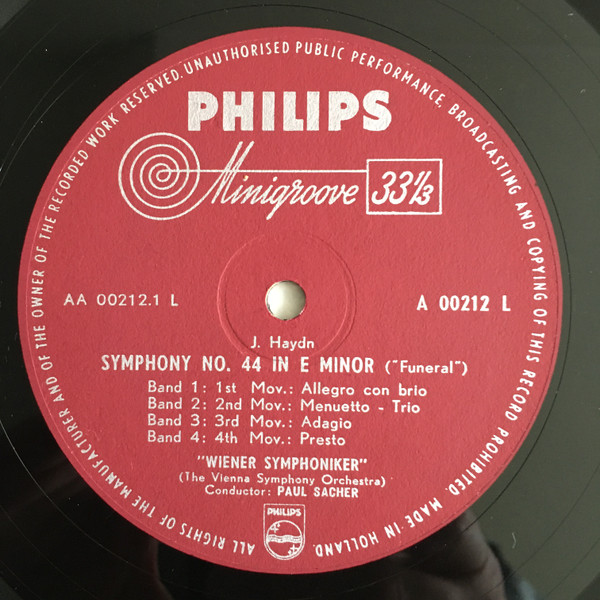 ALL RIGHTS OF THE MANUFACTURER AND OF THE OWNER OF THE RECORDED WORK RESERVED. UNAUTHORISED PUBLIC PERFORMANCE, BROADCASTING AND COPYING OF THIS RECORD PROHIBITED. MADE IN HOLLAND
PHILIPS
Minigroove 33 1/3
AA 00212.1 L
A 00212 L
J. Haydn
SYMPHONY NO. 44 iN E MINOR ("Funeral")
Band 1: 1st Mov.: Allegro con brio
Band 2: 2nd Mov.: Menuetto - Trio
Band 3: 3rd Mov.: Adagio
Band 4: 4th Mov.: Presto
"WIENER SYMPHONIKER"
(The Vienna Symphony Orchestra)
Conductor: PAUL SACHER
PHILIPS